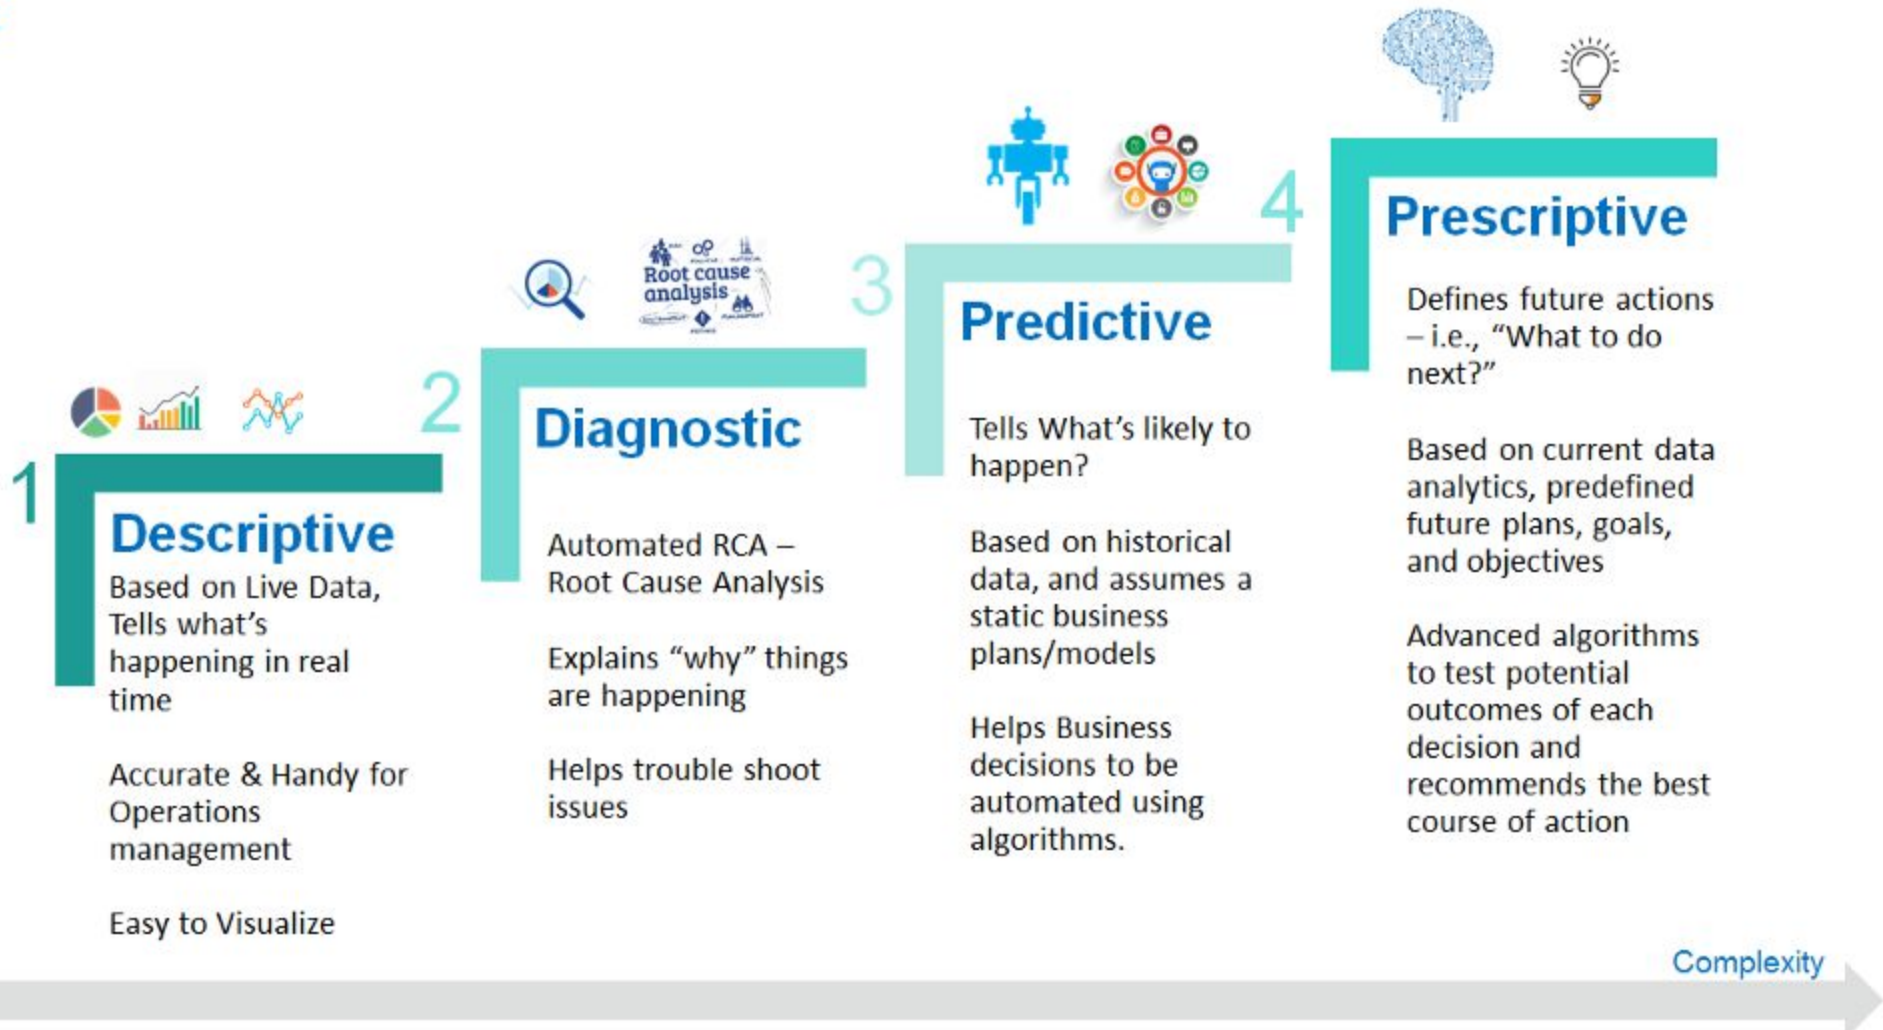 1
Descriptive
Based on Live Data,
Tells what's
happening in real
time
Accurate & Handy for
Operations
management
Easy to Visualize
2
Root cause
analysis
Diagnostic
Automated RCA –
Root Cause Analysis
Explains “why” things
are happening
Helps trouble shoot
issues
3
Predictive
Tells What's likely to
happen?
Based on historical
data, and assumes a
static business
plans/models
Helps Business
decisions to be
automated using
algorithms.
4
Prescriptive
Defines future actions
– i.e., “What to do
next?”
Based on current data
analytics, predefined
future plans, goals,
and objectives
Advanced algorithms
to test potential
outcomes of each
decision and
recommends the best
course of action
Complexity